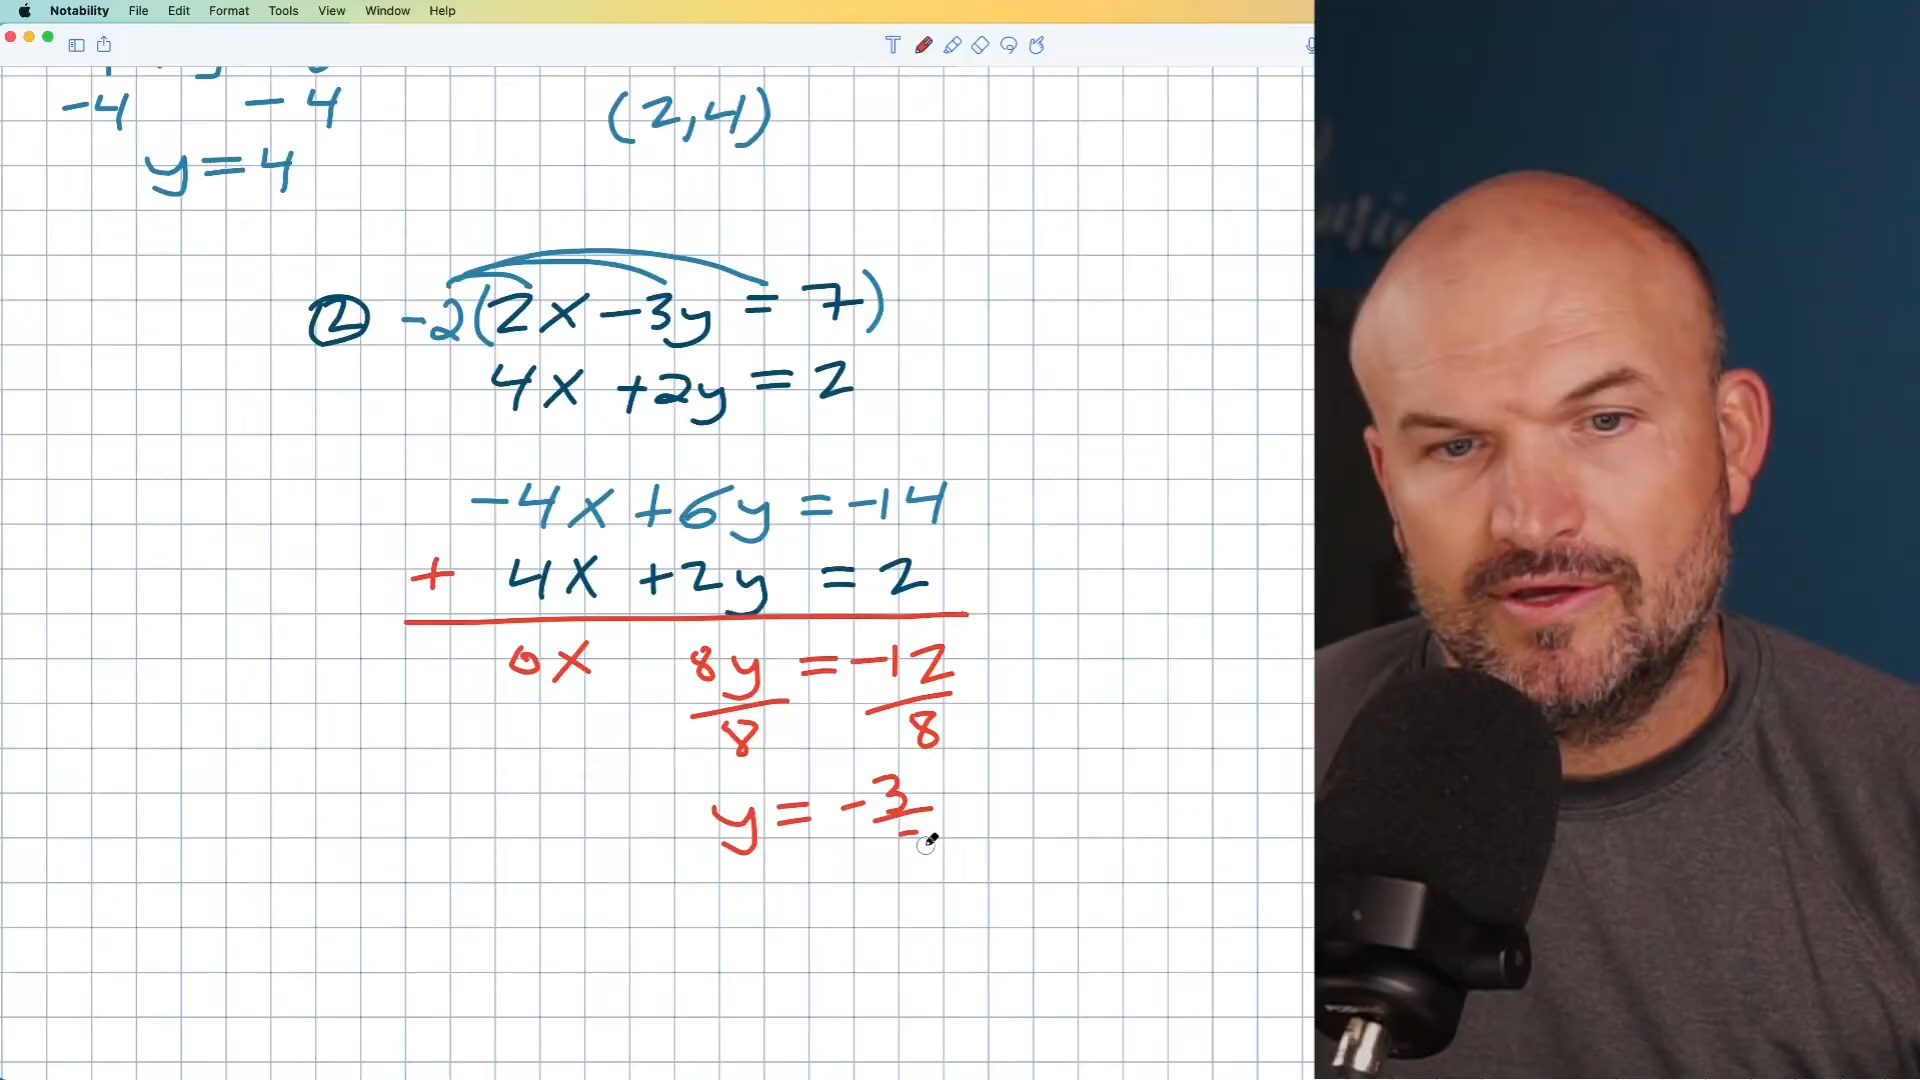 Notability File Edit Format Tools View Window Help
-4 - 4
y = 4
(2,4)
② -2(2x - 3y = 7)
4x + 2y = 2
-4x + 6y = -14
+ 4x + 2y = 2
0x 8y = -12
8 8
y = -3